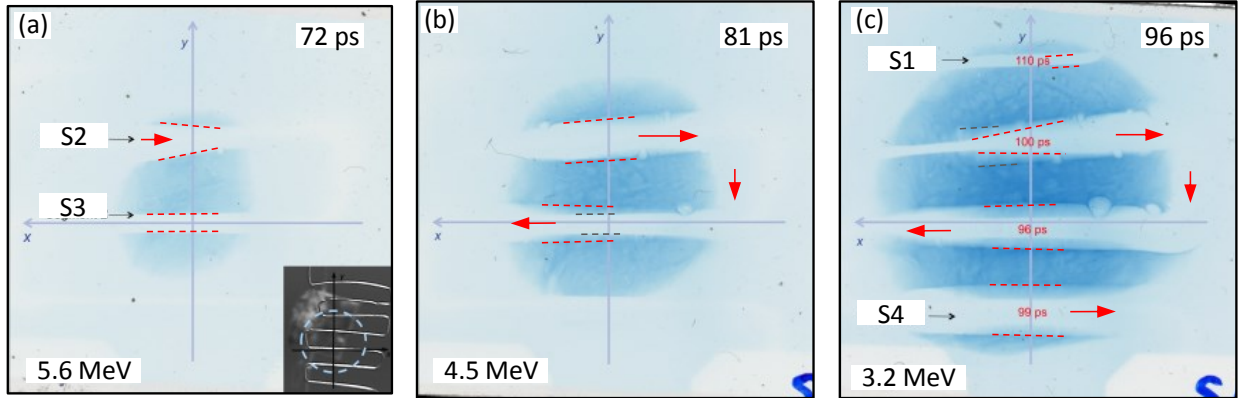 (a)
72 ps
y
S2
S3
x
5.6 MeV
(b)
81 ps
y
x
4.5 MeV
(c)
96 ps
y
S1
110 ps
100 ps
96 ps
x
S4
99 ps
3.2 MeV